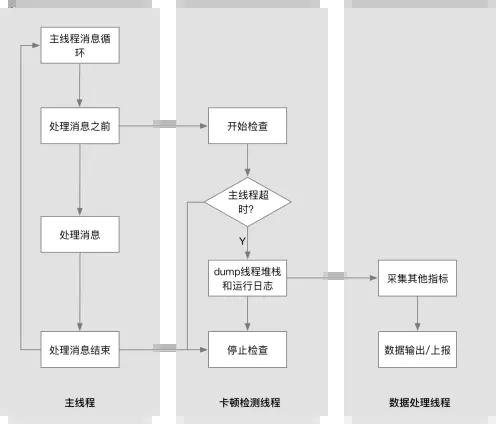 主线程消息循
环
处理消息之前
处理消息
处理消息结束
主线程
开始检查
主线程超
时？
Y
dump线程堆栈
和运行日志
停止检查
卡顿检测线程
采集其他指标
数据输出/上报
数据处理线程